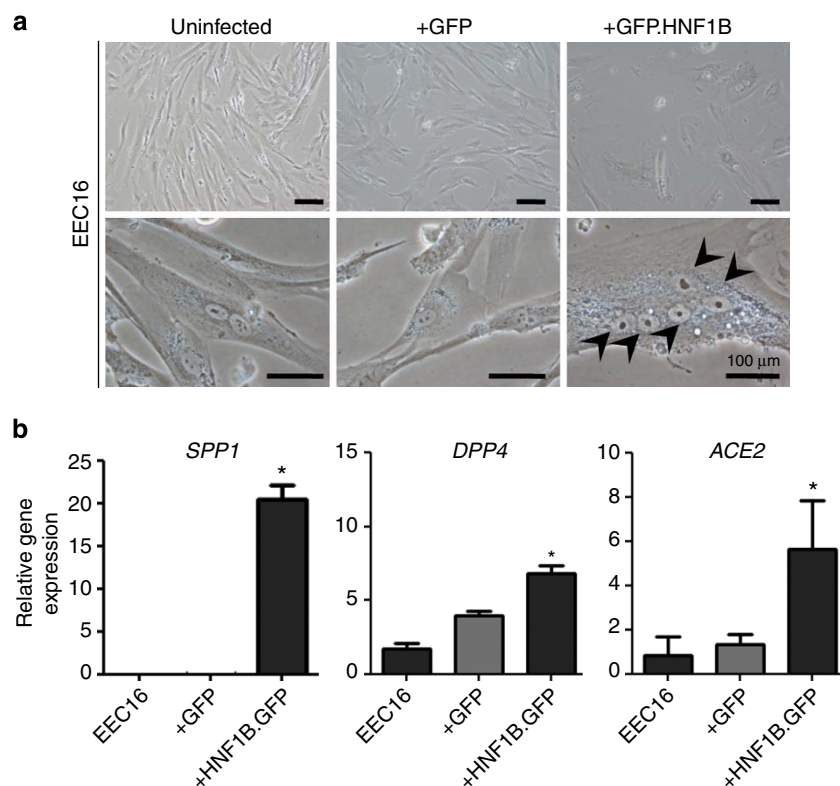 a
Uninfected
+GFP
+GFP.HNF1B
EEC16
100 µm
b
Relative gene
expression
SPP1
25
20
15
10
5
0
*
EEC16
+GFP
+HNF1B.GFP
DPP4
15
10
5
0
*
EEC16
+GFP
+HNF1B.GFP
ACE2
10
8
6
4
2
0
*
EEC16
+GFP
+HNF1B.GFP